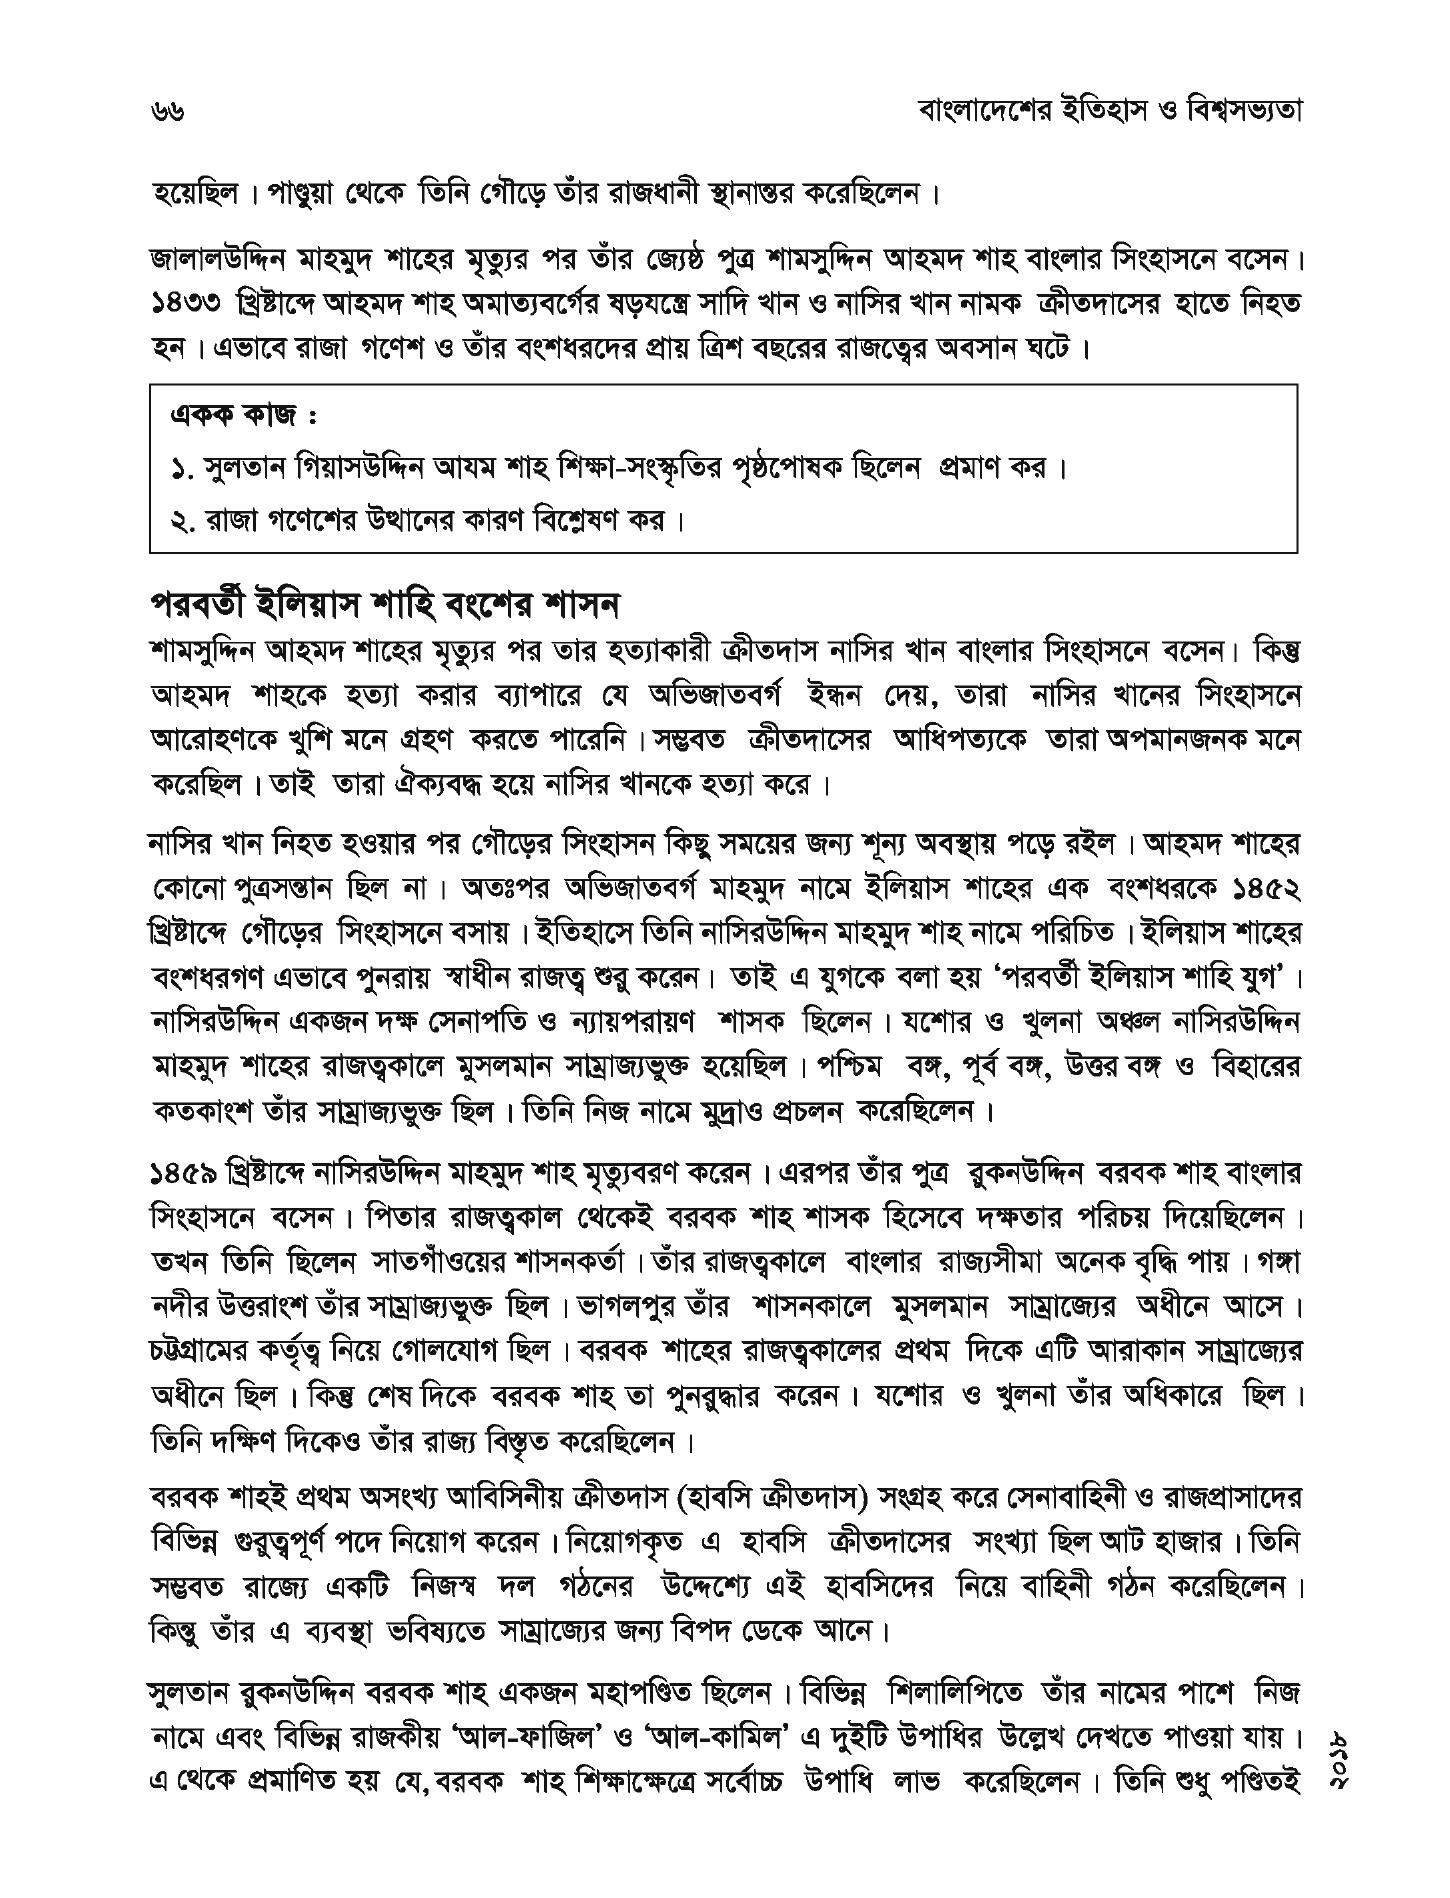 ৬৬
বাংলাদেশের ইতিহাস ও বিশ্বসভ্যতা
হয়েছিল । পাণ্ডুয়া থেকে তিনি গৌড়ে তাঁর রাজধানী স্থানান্তর করেছিলেন ।
জালালউদ্দিন মাহমুদ শাহের মৃত্যুর পর তাঁর জ্যেষ্ঠ পুত্র শামসুদ্দিন আহমদ শাহ বাংলার সিংহাসনে বসেন।
১৪৩৩ খ্রিষ্টাব্দে আহমদ শাহ অমাত্যবর্গের ষড়যন্ত্রে সাদি খান ও নাসির খান নামক ক্রীতদাসের হাতে নিহত
হন । এভাবে রাজা গণেশ ও তাঁর বংশধরদের প্রায় ত্রিশ বছরের রাজত্বের অবসান ঘটে ।
একক কাজ :
১. সুলতান গিয়াসউদ্দিন আযম শাহ শিক্ষা-সংস্কৃতির পৃষ্ঠপোষক ছিলেন প্রমাণ কর ।
২. রাজা গণেশের উত্থানের কারণ বিশ্লেষণ কর ।
পরবর্তী ইলিয়াস শাহি বংশের শাসন
শামসুদ্দিন আহমদ শাহের মৃত্যুর পর তার হত্যাকারী ক্রীতদাস নাসির খান বাংলার সিংহাসনে বসেন। কিন্তু
আহমদ শাহকে হত্যা করার ব্যাপারে যে অভিজাতবর্গ ইন্ধন দেয়, তারা নাসির খানের সিংহাসনে
আরোহণকে খুশি মনে গ্রহণ করতে পারেনি । সম্ভবত ক্রীতদাসের আধিপত্যকে তারা অপমানজনক মনে
করেছিল । তাই তারা ঐক্যবদ্ধ হয়ে নাসির খানকে হত্যা করে ।
নাসির খান নিহত হওয়ার পর গৌড়ের সিংহাসন কিছু সময়ের জন্য শূন্য অবস্থায় পড়ে রইল । আহমদ শাহের
কোনো পুত্রসন্তান ছিল না । অতঃপর অভিজাতবর্গ মাহমুদ নামে ইলিয়াস শাহের এক বংশধরকে ১৪৫২
খ্রিষ্টাব্দে গৌড়ের সিংহাসনে বসায় । ইতিহাসে তিনি নাসিরউদ্দিন মাহমুদ শাহ নামে পরিচিত । ইলিয়াস শাহের
বংশধরগণ এভাবে পুনরায় স্বাধীন রাজত্ব শুরু করেন। তাই এ যুগকে বলা হয় ‘পরবর্তী ইলিয়াস শাহি যুগ’ ।
নাসিরউদ্দিন একজন দক্ষ সেনাপতি ও ন্যায়পরায়ণ শাসক ছিলেন । যশোর ও খুলনা অঞ্চল নাসিরউদ্দিন
মাহমুদ শাহের রাজত্বকালে মুসলমান সাম্রাজ্যভুক্ত হয়েছিল । পশ্চিম বঙ্গ, পূর্ব বঙ্গ, উত্তর বঙ্গ ও বিহারের
কতকাংশ তাঁর সাম্রাজ্যভুক্ত ছিল । তিনি নিজ নামে মুদ্রাও প্রচলন করেছিলেন ।
১৪৫৯ খ্রিষ্টাব্দে নাসিরউদ্দিন মাহমুদ শাহ মৃত্যুবরণ করেন । এরপর তাঁর পুত্র রুকনউদ্দিন বরবক শাহ বাংলার
সিংহাসনে বসেন । পিতার রাজত্বকাল থেকেই বরবক শাহ শাসক হিসেবে দক্ষতার পরিচয় দিয়েছিলেন ।
তখন তিনি ছিলেন সাতগাঁওয়ের শাসনকর্তা । তাঁর রাজত্বকালে বাংলার রাজ্যসীমা অনেক বৃদ্ধি পায় । গঙ্গা
নদীর উত্তরাংশ তাঁর সাম্রাজ্যভুক্ত ছিল । ভাগলপুর তাঁর শাসনকালে মুসলমান সাম্রাজ্যের অধীনে আসে ।
চট্টগ্রামের কর্তৃত্ব নিয়ে গোলযোগ ছিল । বরবক শাহের রাজত্বকালের প্রথম দিকে এটি আরাকান সাম্রাজ্যের
অধীনে ছিল । কিন্তু শেষ দিকে বরবক শাহ তা পুনরুদ্ধার করেন । যশোর ও খুলনা তাঁর অধিকারে ছিল ।
তিনি দক্ষিণ দিকেও তাঁর রাজ্য বিস্তৃত করেছিলেন ।
বরবক শাহই প্রথম অসংখ্য আবিসিনীয় ক্রীতদাস (হাবসি ক্রীতদাস) সংগ্রহ করে সেনাবাহিনী ও রাজপ্রাসাদের
বিভিন্ন গুরুত্বপূর্ণ পদে নিয়োগ করেন । নিয়োগকৃত এ হাবসি ক্রীতদাসের সংখ্যা ছিল আট হাজার । তিনি
সম্ভবত রাজ্যে একটি নিজস্ব দল গঠনের উদ্দেশ্যে এই হাবসিদের নিয়ে বাহিনী গঠন করেছিলেন ।
কিন্তু তাঁর এ ব্যবস্থা ভবিষ্যতে সাম্রাজ্যের জন্য বিপদ ডেকে আনে ।
সুলতান রুকনউদ্দিন বরবক শাহ একজন মহাপণ্ডিত ছিলেন । বিভিন্ন শিলালিপিতে তাঁর নামের পাশে নিজ
নামে এবং বিভিন্ন রাজকীয় ‘আল-ফাজিল’ ও ‘আল-কামিল’ এ দুইটি উপাধির উল্লেখ দেখতে পাওয়া যায় ।
এ থেকে প্রমাণিত হয় যে, বরবক শাহ শিক্ষাক্ষেত্রে সর্বোচ্চ উপাধি লাভ করেছিলেন । তিনি শুধু পণ্ডিতই
২০১৮